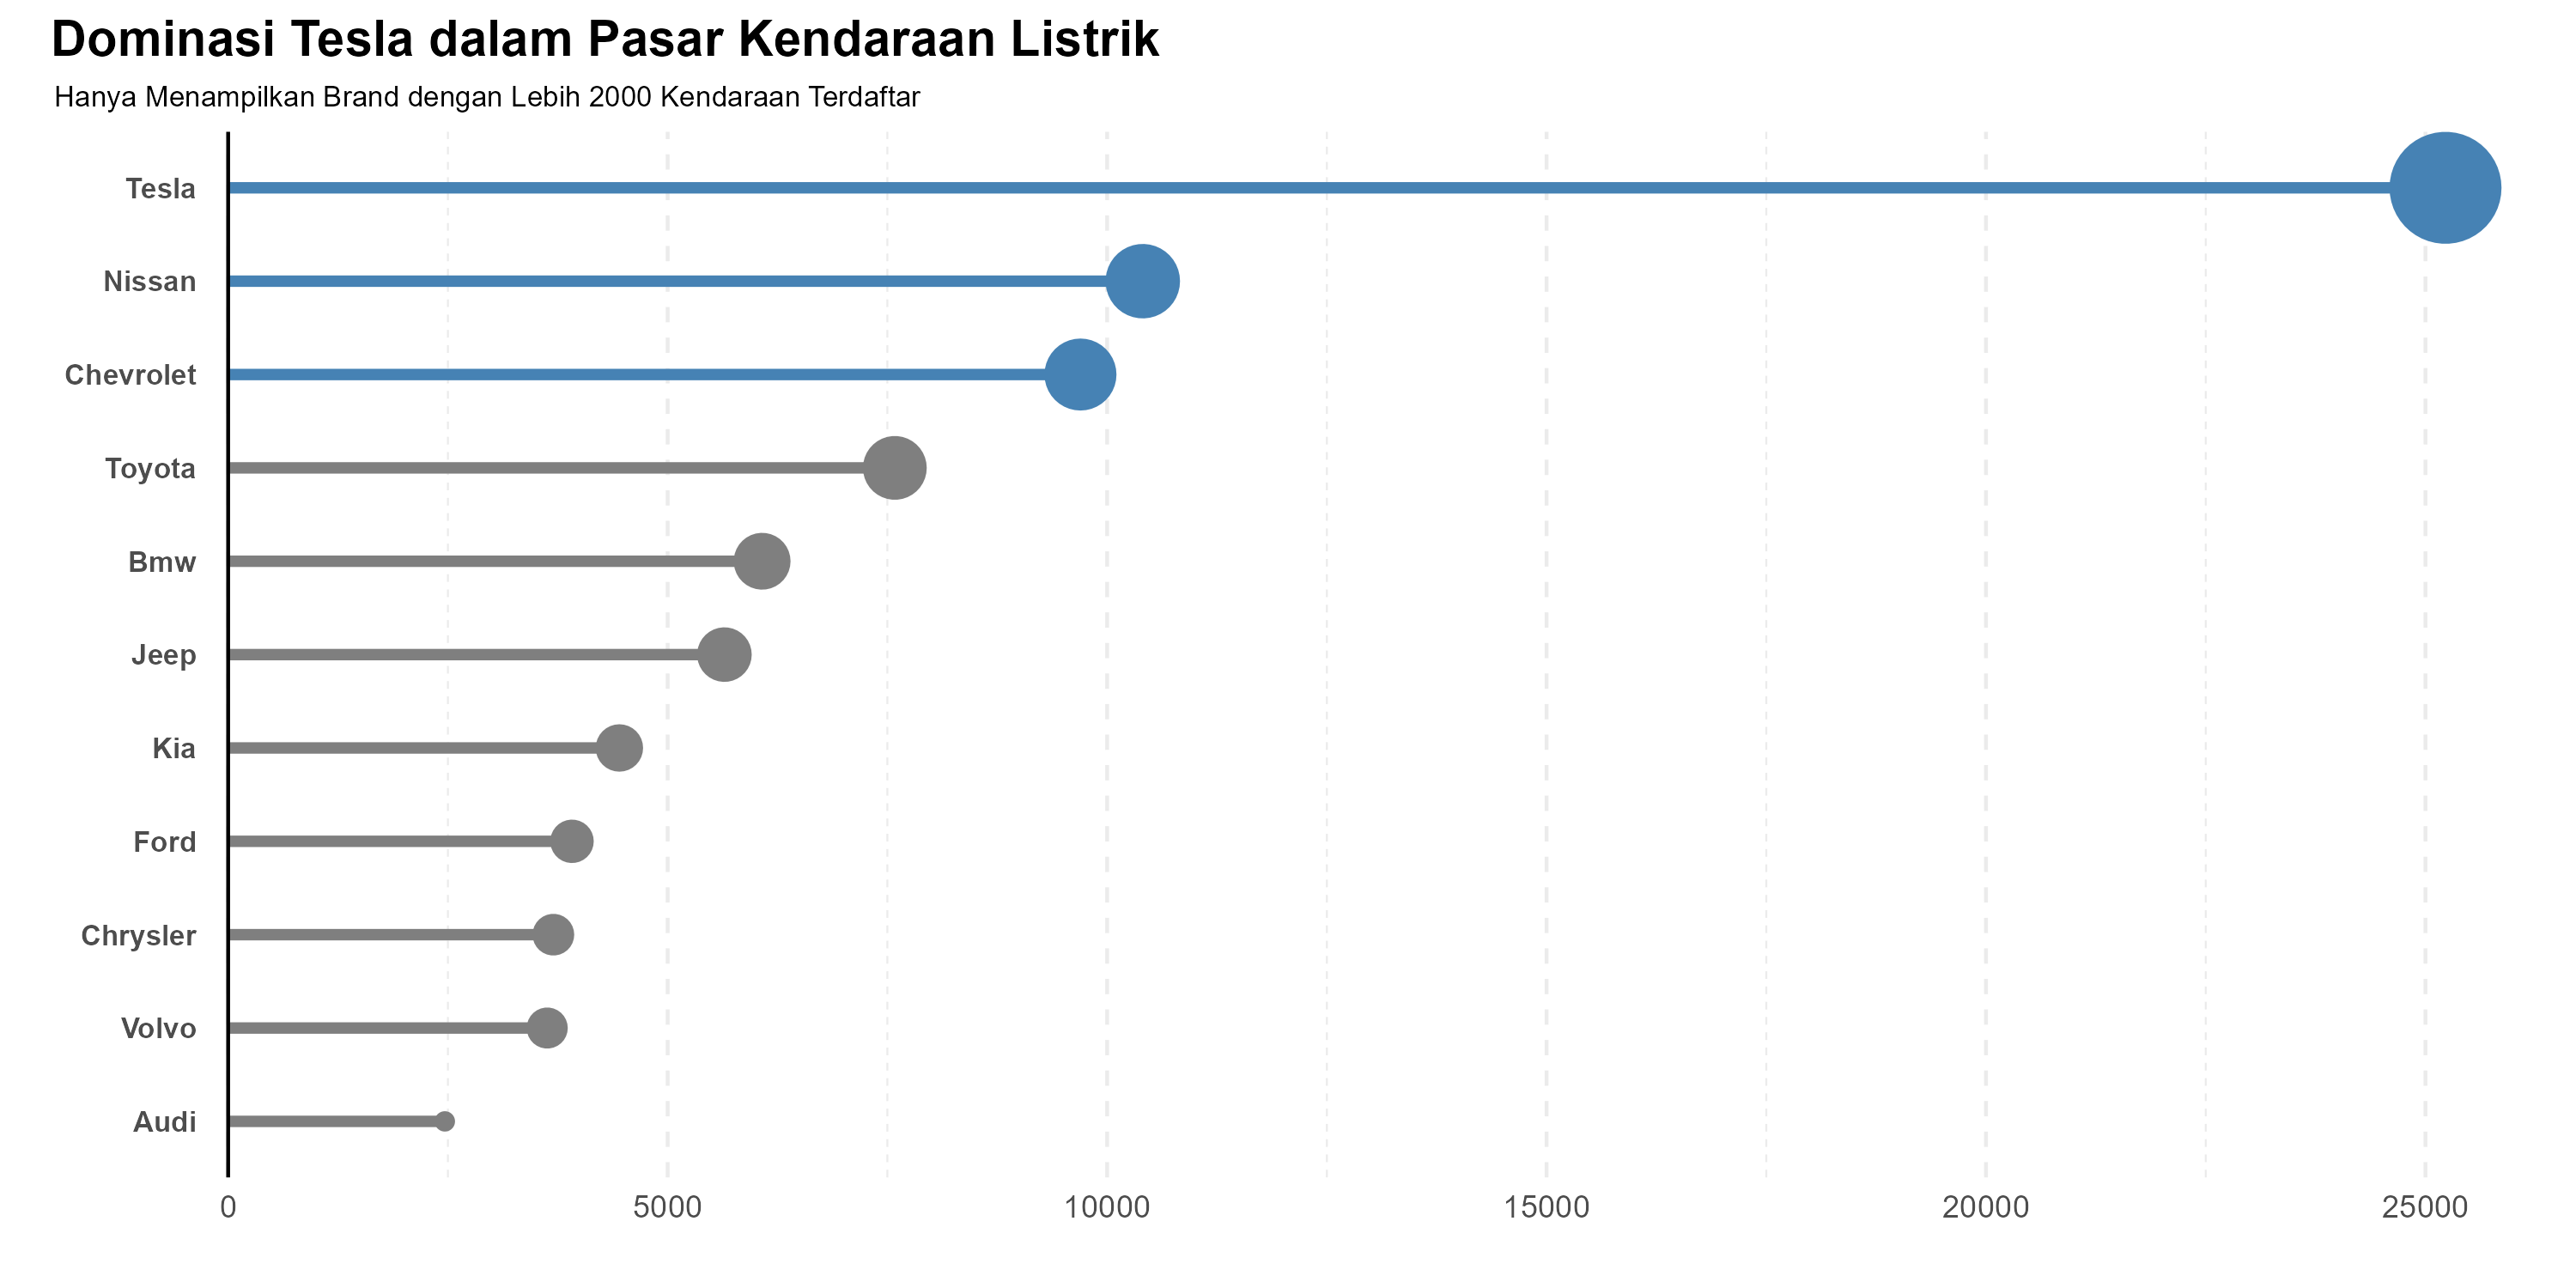 Dominasi Tesla dalam Pasar Kendaraan Listrik
Hanya Menampilkan Brand dengan Lebih 2000 Kendaraan Terdaftar
Tesla
Nissan
Chevrolet
Toyota
Bmw
Jeep
Kia
Ford
Chrysler
Volvo
Audi
0 5000 10000 15000 20000 25000